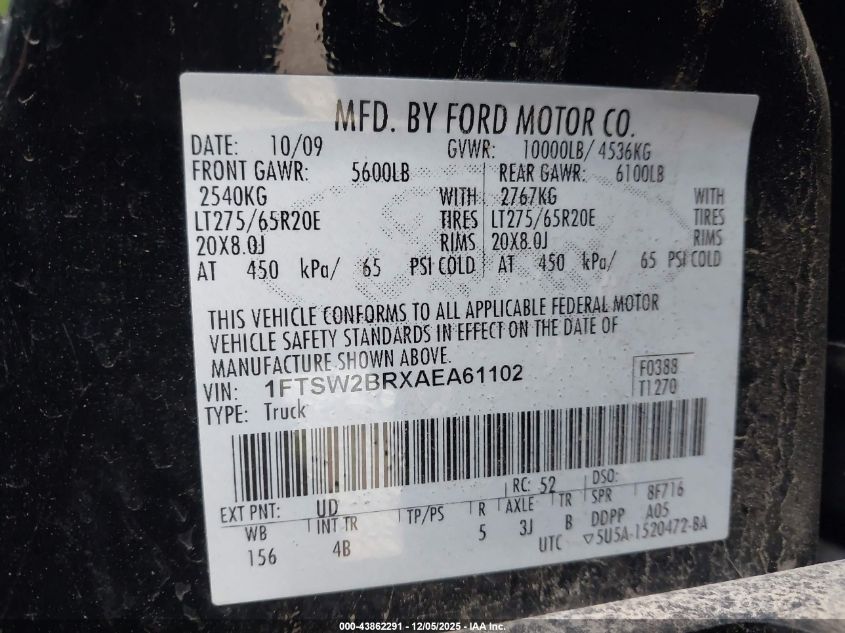 MFD. BY FORD MOTOR CO.
DATE: 10/09 GVWR: 10000LB/ 4536KG
FRONT GAWR: 5600LB REAR GAWR: 6100LB
2540KG WITH 2767KG WITH
LT275/65R20E TIRES LT275/65R20E TIRES
20X8.0J RIMS 20X8.0J RIMS
AT 450 kPa/ 65 PSI COLD AT 450 kPa/ 65 PSI COLD
THIS VEHICLE CONFORMS TO ALL APPLICABLE FEDERAL MOTOR
VEHICLE SAFETY STANDARDS IN EFFECT ON THE DATE OF
MANUFACTURE SHOWN ABOVE.
VIN: 1FTSW2BRXAEA61102 F0388
TYPE: Truck T1270
EXT PNT: UD RC: 52 DSO:
WB INT TR TP/PS R AXLE TR SPR 8F716
156 4B 5 3J B DDPP A05
UTC ▽5U5A-1520472-BA
000-43862291 - 12/05/2025 - IAA Inc.